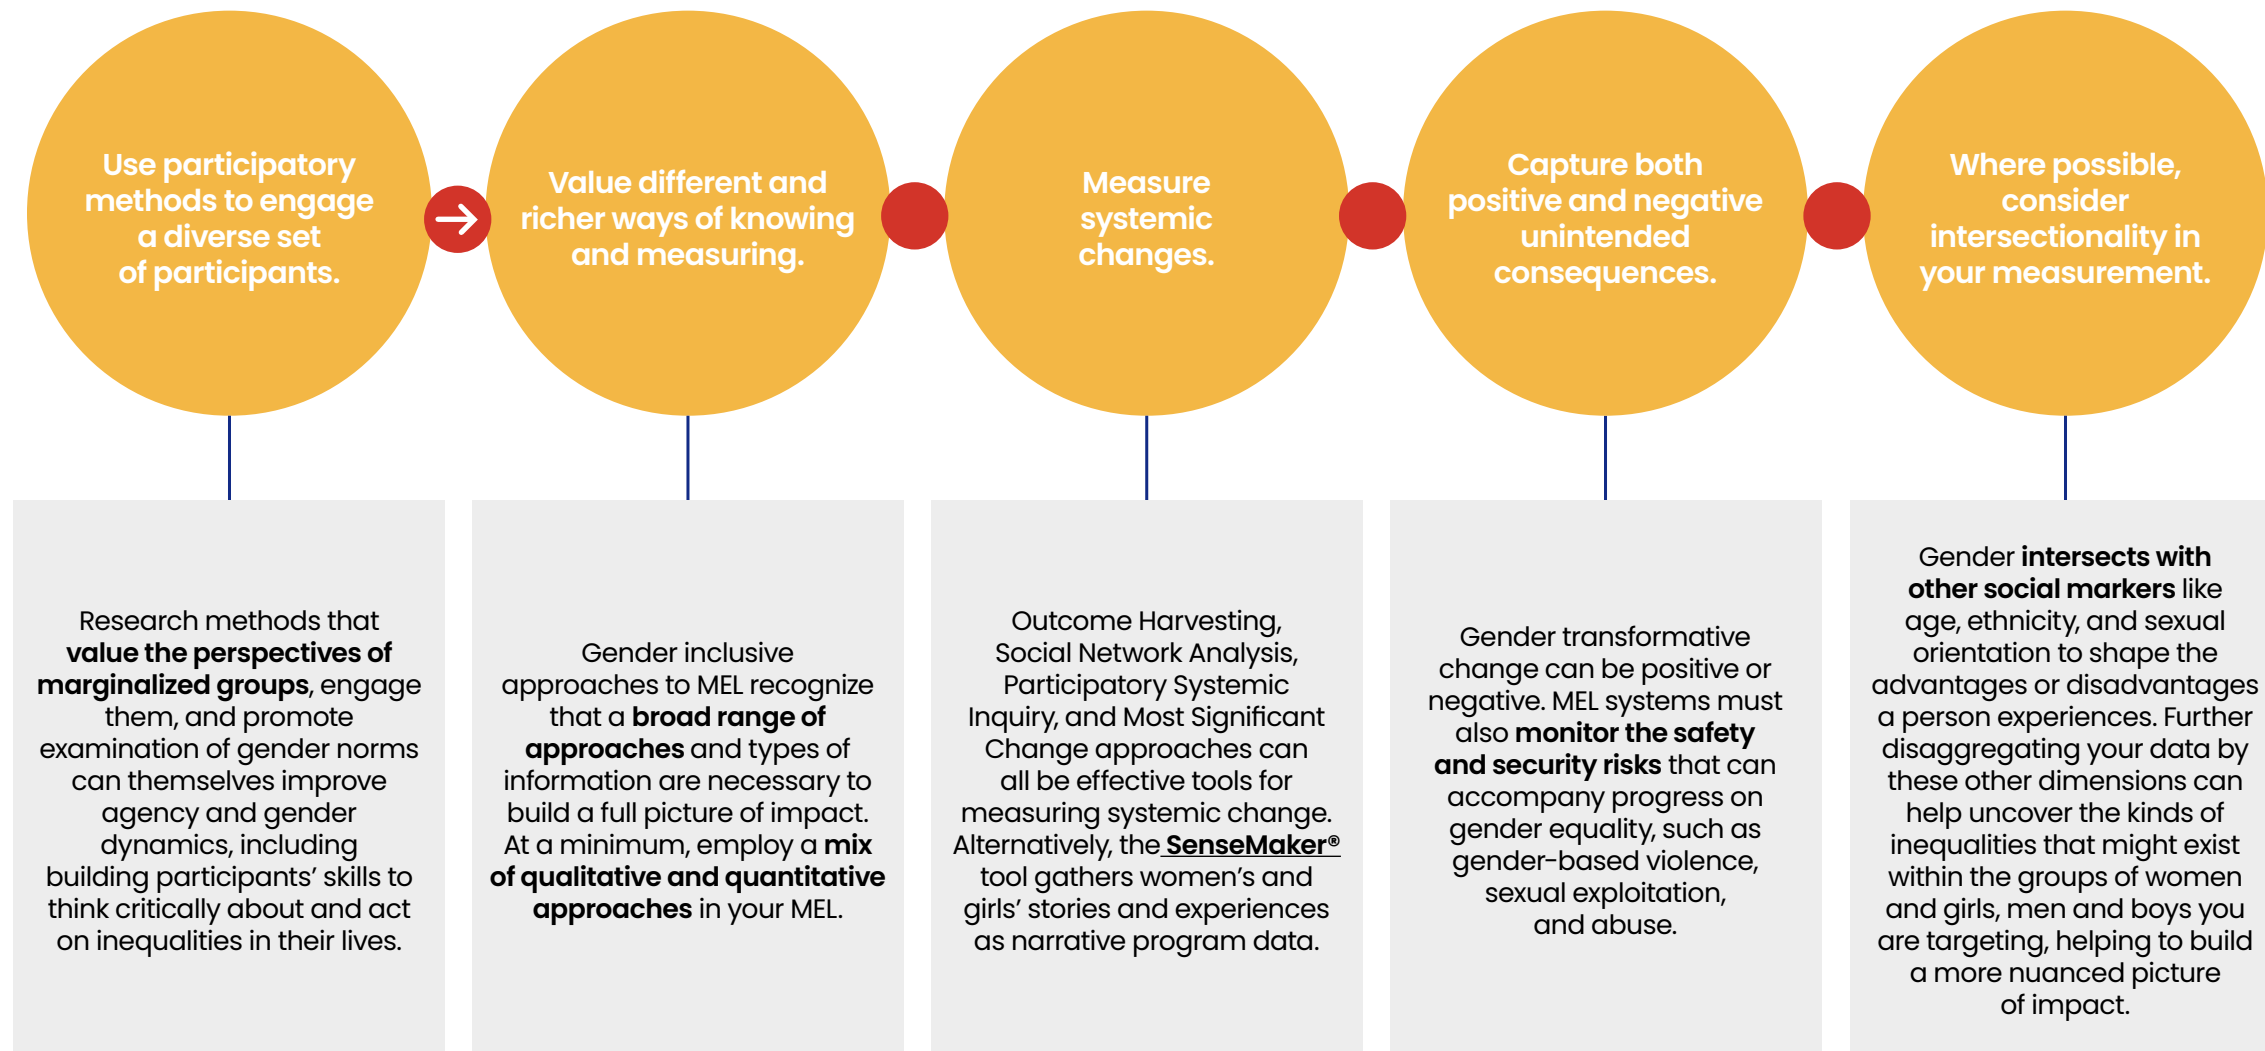 Use participatory
methods to engage
a diverse set
of participants.
Value different and
richer ways of knowing
and measuring.
Measure
systemic
changes.
Capture both
positive and negative
unintended
consequences.
Where possible,
consider
intersectionality in
your measurement.
Research methods that
value the perspectives of
marginalized groups, engage
them, and promote
examination of gender norms
can themselves improve
agency and gender
dynamics, including
building participants’ skills to
think critically about and act
on inequalities in their lives.
Gender inclusive
approaches to MEL recognize
that a broad range of
approaches and types of
information are necessary to
build a full picture of impact.
At a minimum, employ a mix
of qualitative and quantitative
approaches in your MEL.
Outcome Harvesting,
Social Network Analysis,
Participatory Systemic
Inquiry, and Most Significant
Change approaches can
all be effective tools for
measuring systemic change.
Alternatively, the SenseMaker®
tool gathers women’s and
girls’ stories and experiences
as narrative program data.
Gender transformative
change can be positive or
negative. MEL systems must
also monitor the safety
and security risks that can
accompany progress on
gender equality, such as
gender-based violence,
sexual exploitation,
and abuse.
Gender intersects with
other social markers like
age, ethnicity, and sexual
orientation to shape the
advantages or disadvantages
a person experiences. Further
disaggregating your data by
these other dimensions can
help uncover the kinds of
inequalities that might exist
within the groups of women
and girls, men and boys you
are targeting, helping to build
a more nuanced picture
of impact.